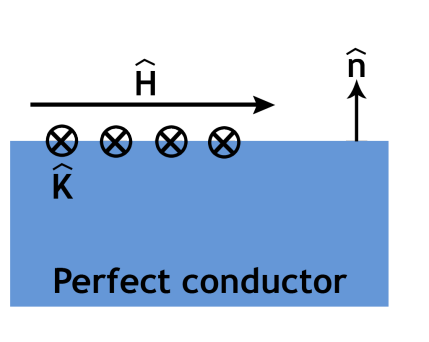 Ĥ
n̂
K̂
Perfect conductor